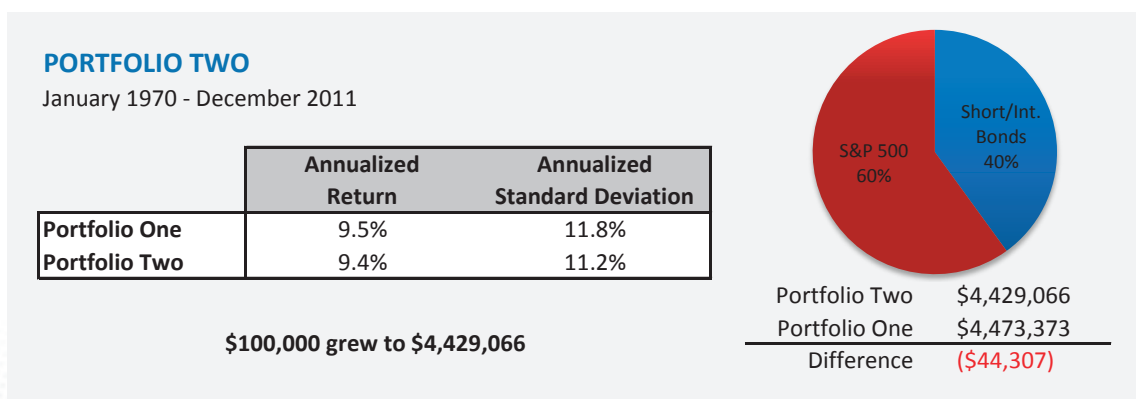 PORTFOLIO TWO
January 1970 - December 2011
Annualized Return
Annualized Standard Deviation
Portfolio One 9.5% 11.8%
Portfolio Two 9.4% 11.2%
$100,000 grew to $4,429,066
S&P 500
60%
Short/Int.
Bonds
40%
Portfolio Two $4,429,066
Portfolio One $4,473,373
Difference ($44,307)